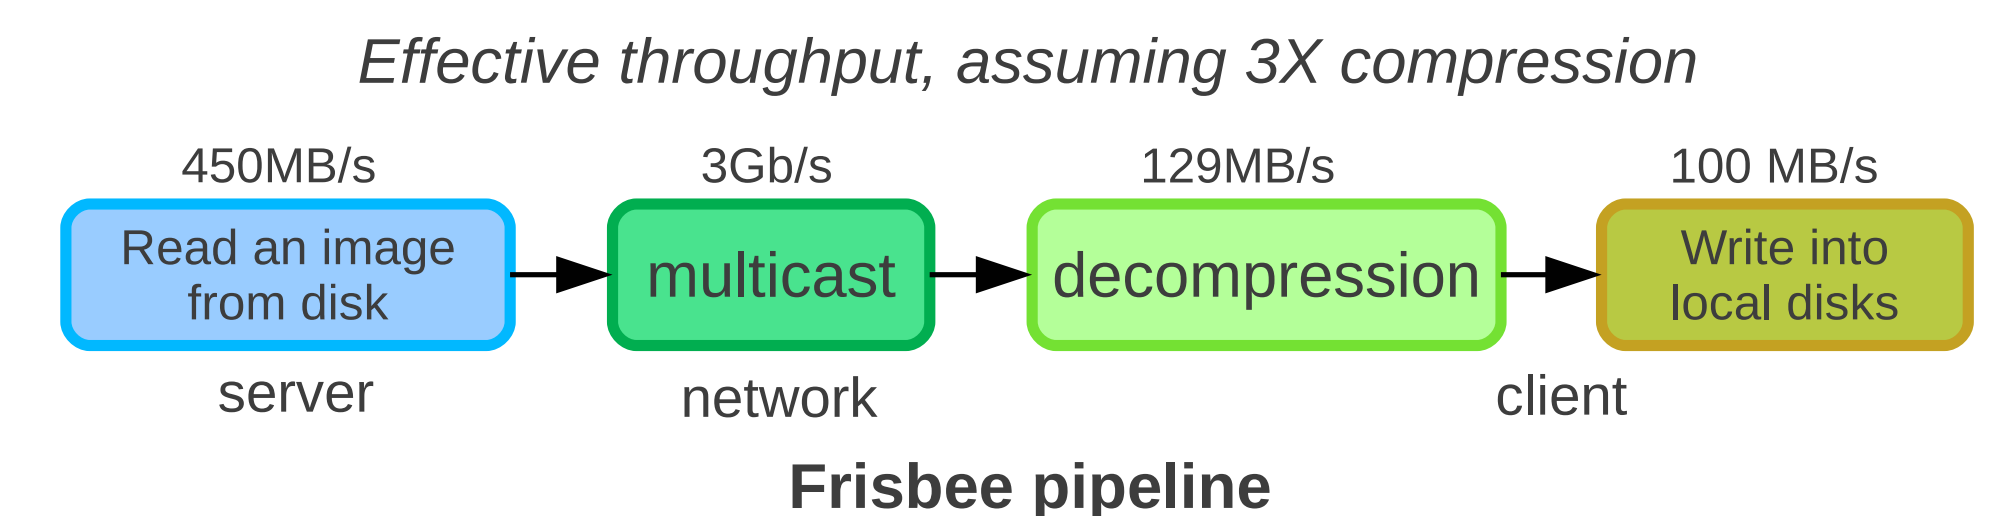 Effective throughput, assuming 3X compression
450MB/s
3Gb/s
129MB/s
100 MB/s
Read an image
from disk
multicast
decompression
Write into
local disks
server
network
client
Frisbee pipeline